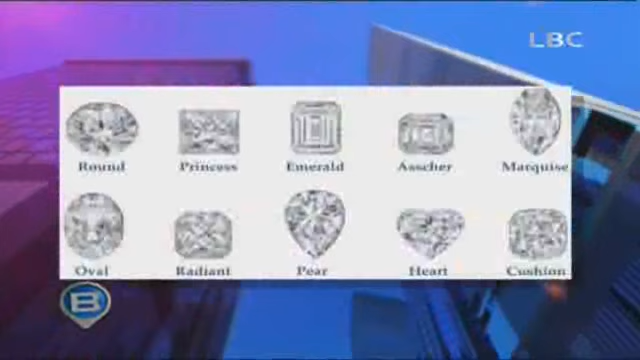 LBC
Round Princess Emerald Asscher Marquise
Oval Radiant Pear Heart Cushion
B